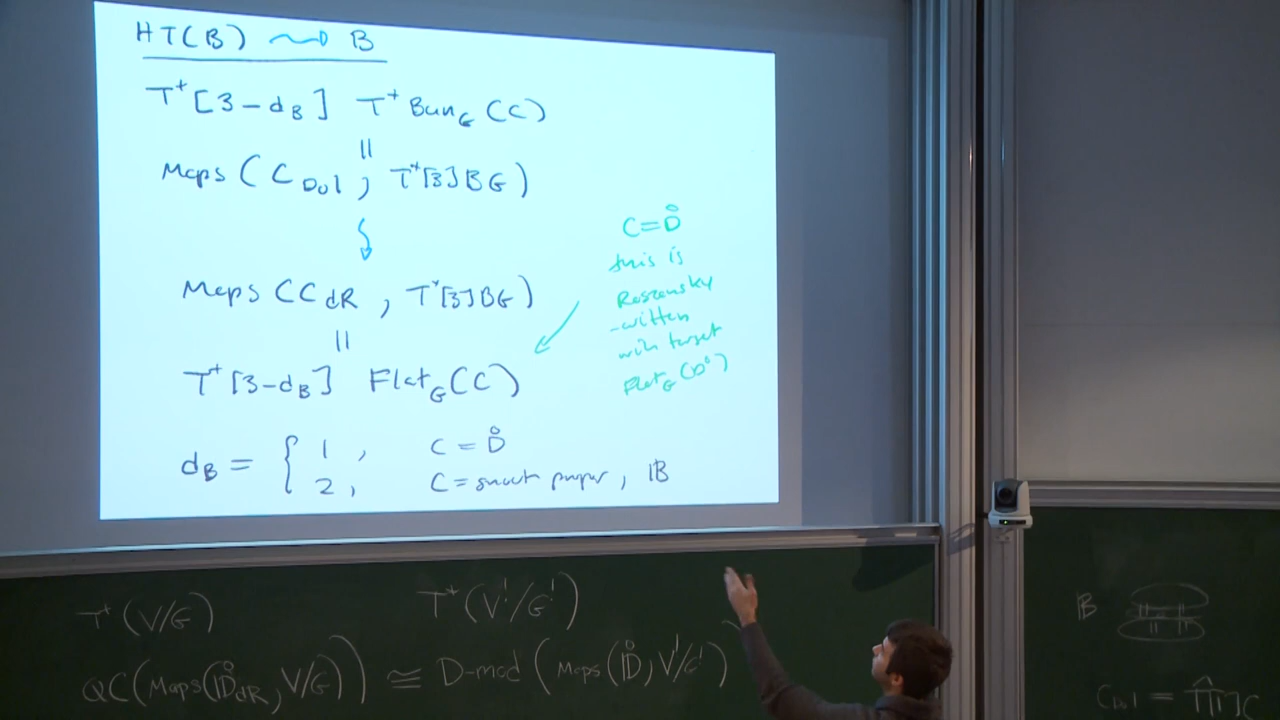 HT(B) ⇝ B
T*[3-d_B] T* Bun_G (C)
||
Maps (C_Dol, T*[3]BG)
Maps (C_dR, T*[3]BG)
||
T*[3-d_B] Flat_G (C)
d_B = { 1, C = D̊
2, C = smooth proper, 𝔹
C = D̊
this is
Rozansky
-witten
with target
Flat_G (D°)
T*(V/G)
T*(V!/G!)
QC(Maps(D̊_dR, V/G)) ≅ D-mod (Maps(D̊, V!/G!))
𝔹
C_Dol = T̂[1]C